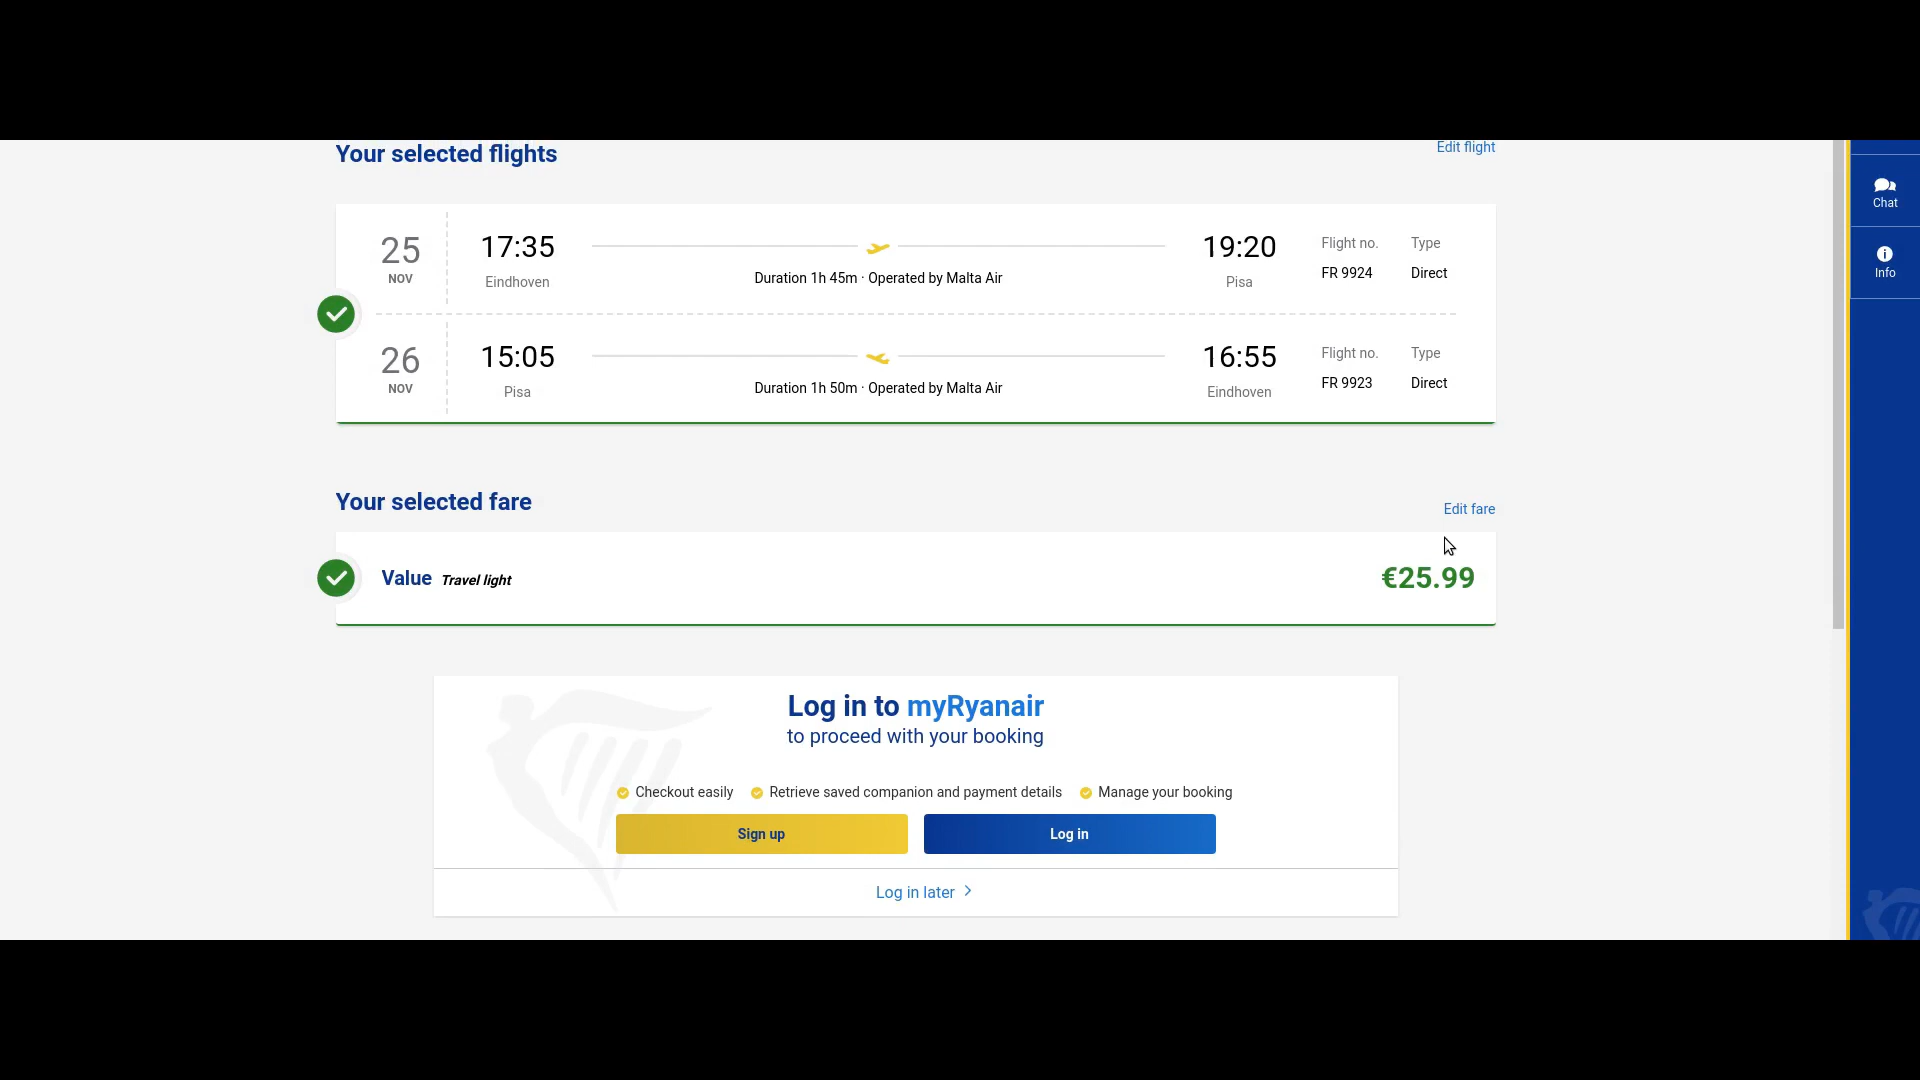 Your selected flights
Edit flight
25
NOV
17:35
Eindhoven
Duration 1h 45m · Operated by Malta Air
19:20
Pisa
Flight no.
FR 9924
Type
Direct
26
NOV
15:05
Pisa
Duration 1h 50m · Operated by Malta Air
16:55
Eindhoven
Flight no.
FR 9923
Type
Direct
Your selected fare
Edit fare
Value Travel light
€25.99
Log in to myRyanair
to proceed with your booking
Checkout easily
Retrieve saved companion and payment details
Manage your booking
Sign up
Log in
Log in later
Chat
Info